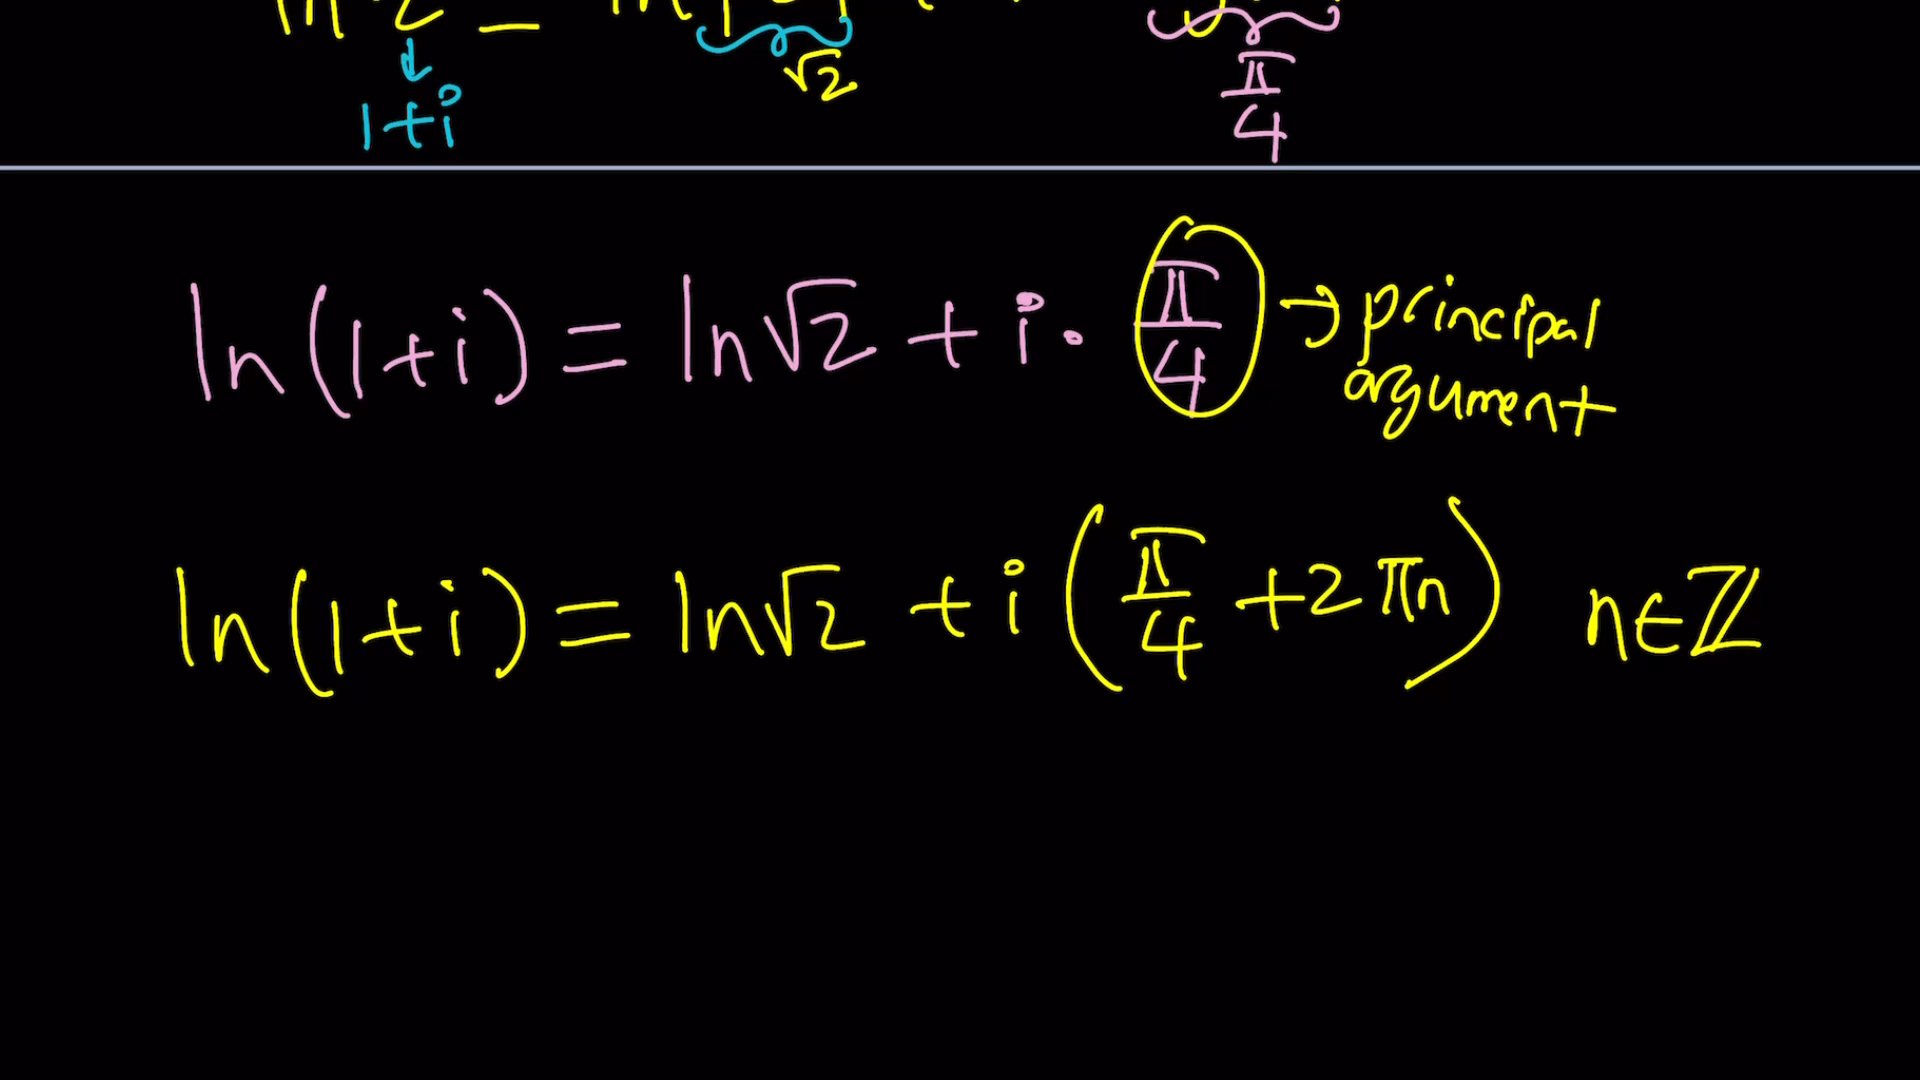 √2
π/4
1+i
ln(1+i) = ln√2 + i · π/4 → principal argument
ln(1+i) = ln√2 + i (π/4 + 2πn) n∈ℤ